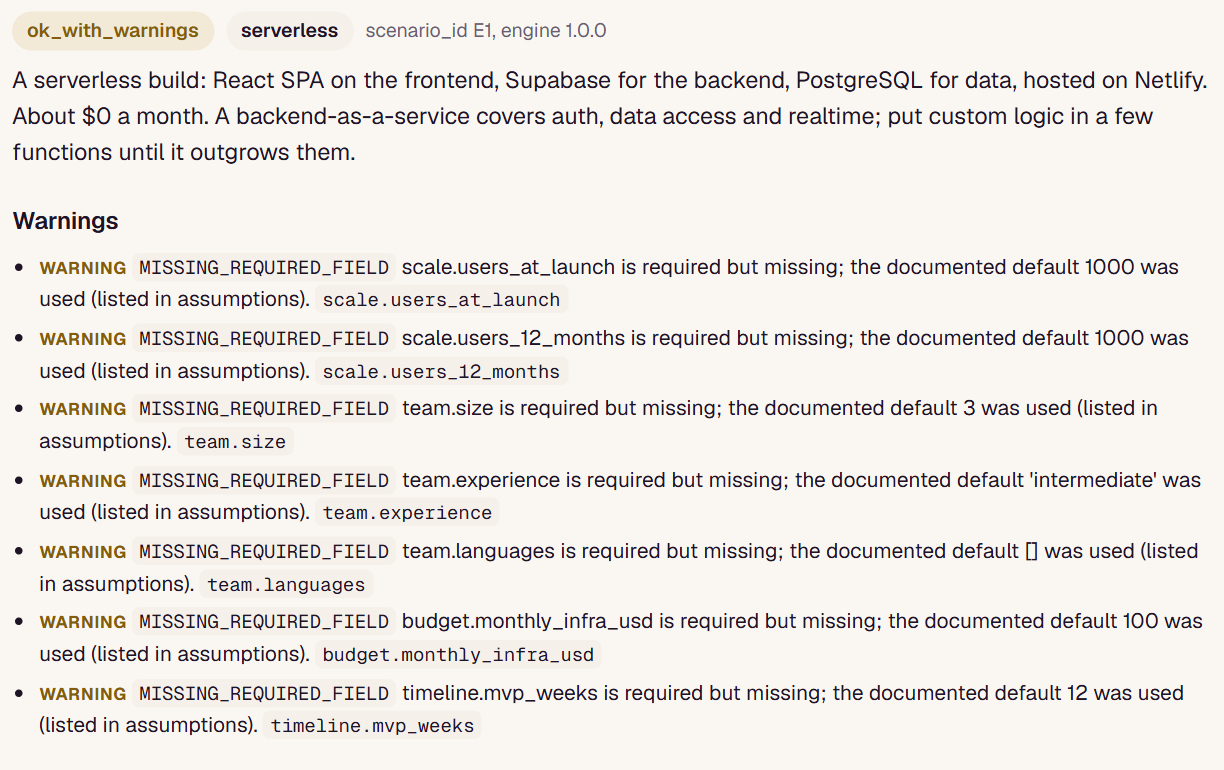 ok_with_warnings serverless scenario_id E1, engine 1.0.0
A serverless build: React SPA on the frontend, Supabase for the backend, PostgreSQL for data, hosted on Netlify.
About $0 a month. A backend-as-a-service covers auth, data access and realtime; put custom logic in a few
functions until it outgrows them.
Warnings
• WARNING MISSING_REQUIRED_FIELD scale.users_at_launch is required but missing; the documented default 1000 was
used (listed in assumptions). scale.users_at_launch
• WARNING MISSING_REQUIRED_FIELD scale.users_12_months is required but missing; the documented default 1000 was
used (listed in assumptions). scale.users_12_months
• WARNING MISSING_REQUIRED_FIELD team.size is required but missing; the documented default 3 was used (listed in
assumptions). team.size
• WARNING MISSING_REQUIRED_FIELD team.experience is required but missing; the documented default 'intermediate' was
used (listed in assumptions). team.experience
• WARNING MISSING_REQUIRED_FIELD team.languages is required but missing; the documented default [] was used (listed
in assumptions). team.languages
• WARNING MISSING_REQUIRED_FIELD budget.monthly_infra_usd is required but missing; the documented default 100 was
used (listed in assumptions). budget.monthly_infra_usd
• WARNING MISSING_REQUIRED_FIELD timeline.mvp_weeks is required but missing; the documented default 12 was used
(listed in assumptions). timeline.mvp_weeks